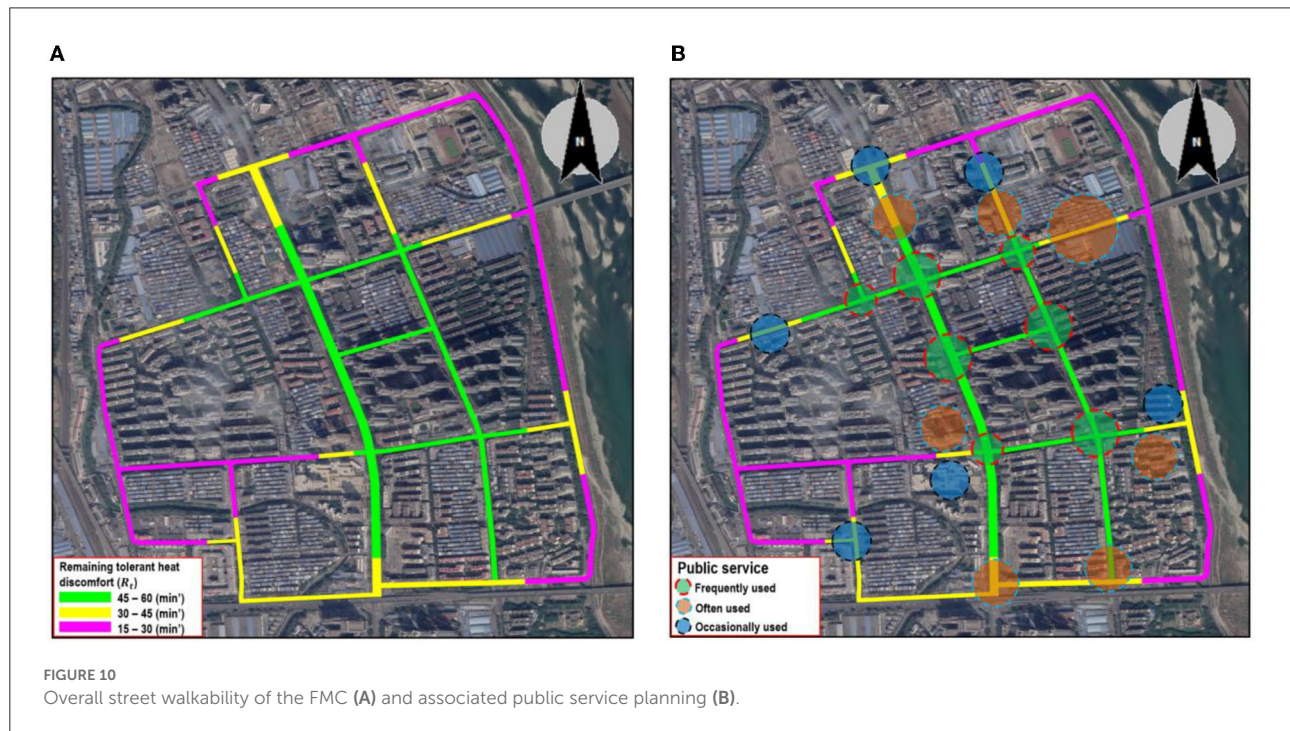 A
B
N
N
Remaining tolerant heat
discomfort (Rt)
45 – 60 (min')
30 – 45 (min')
15 – 30 (min')
Public service
Frequently used
Often used
Occasionally used
FIGURE 10
Overall street walkability of the FMC (A) and associated public service planning (B).